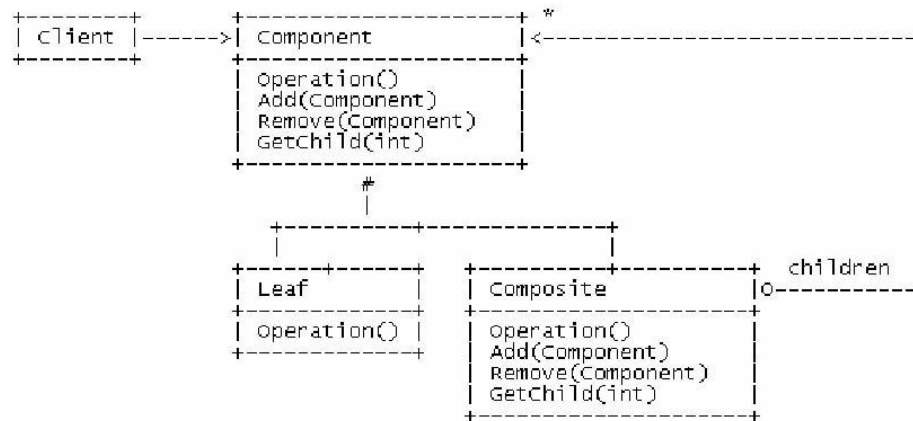 *
Client
Component
Operation()
Add(Component)
Remove(Component)
GetChild(int)
#
children
Leaf
Composite
O
Operation()
Operation()
Add(Component)
Remove(Component)
GetChild(int)